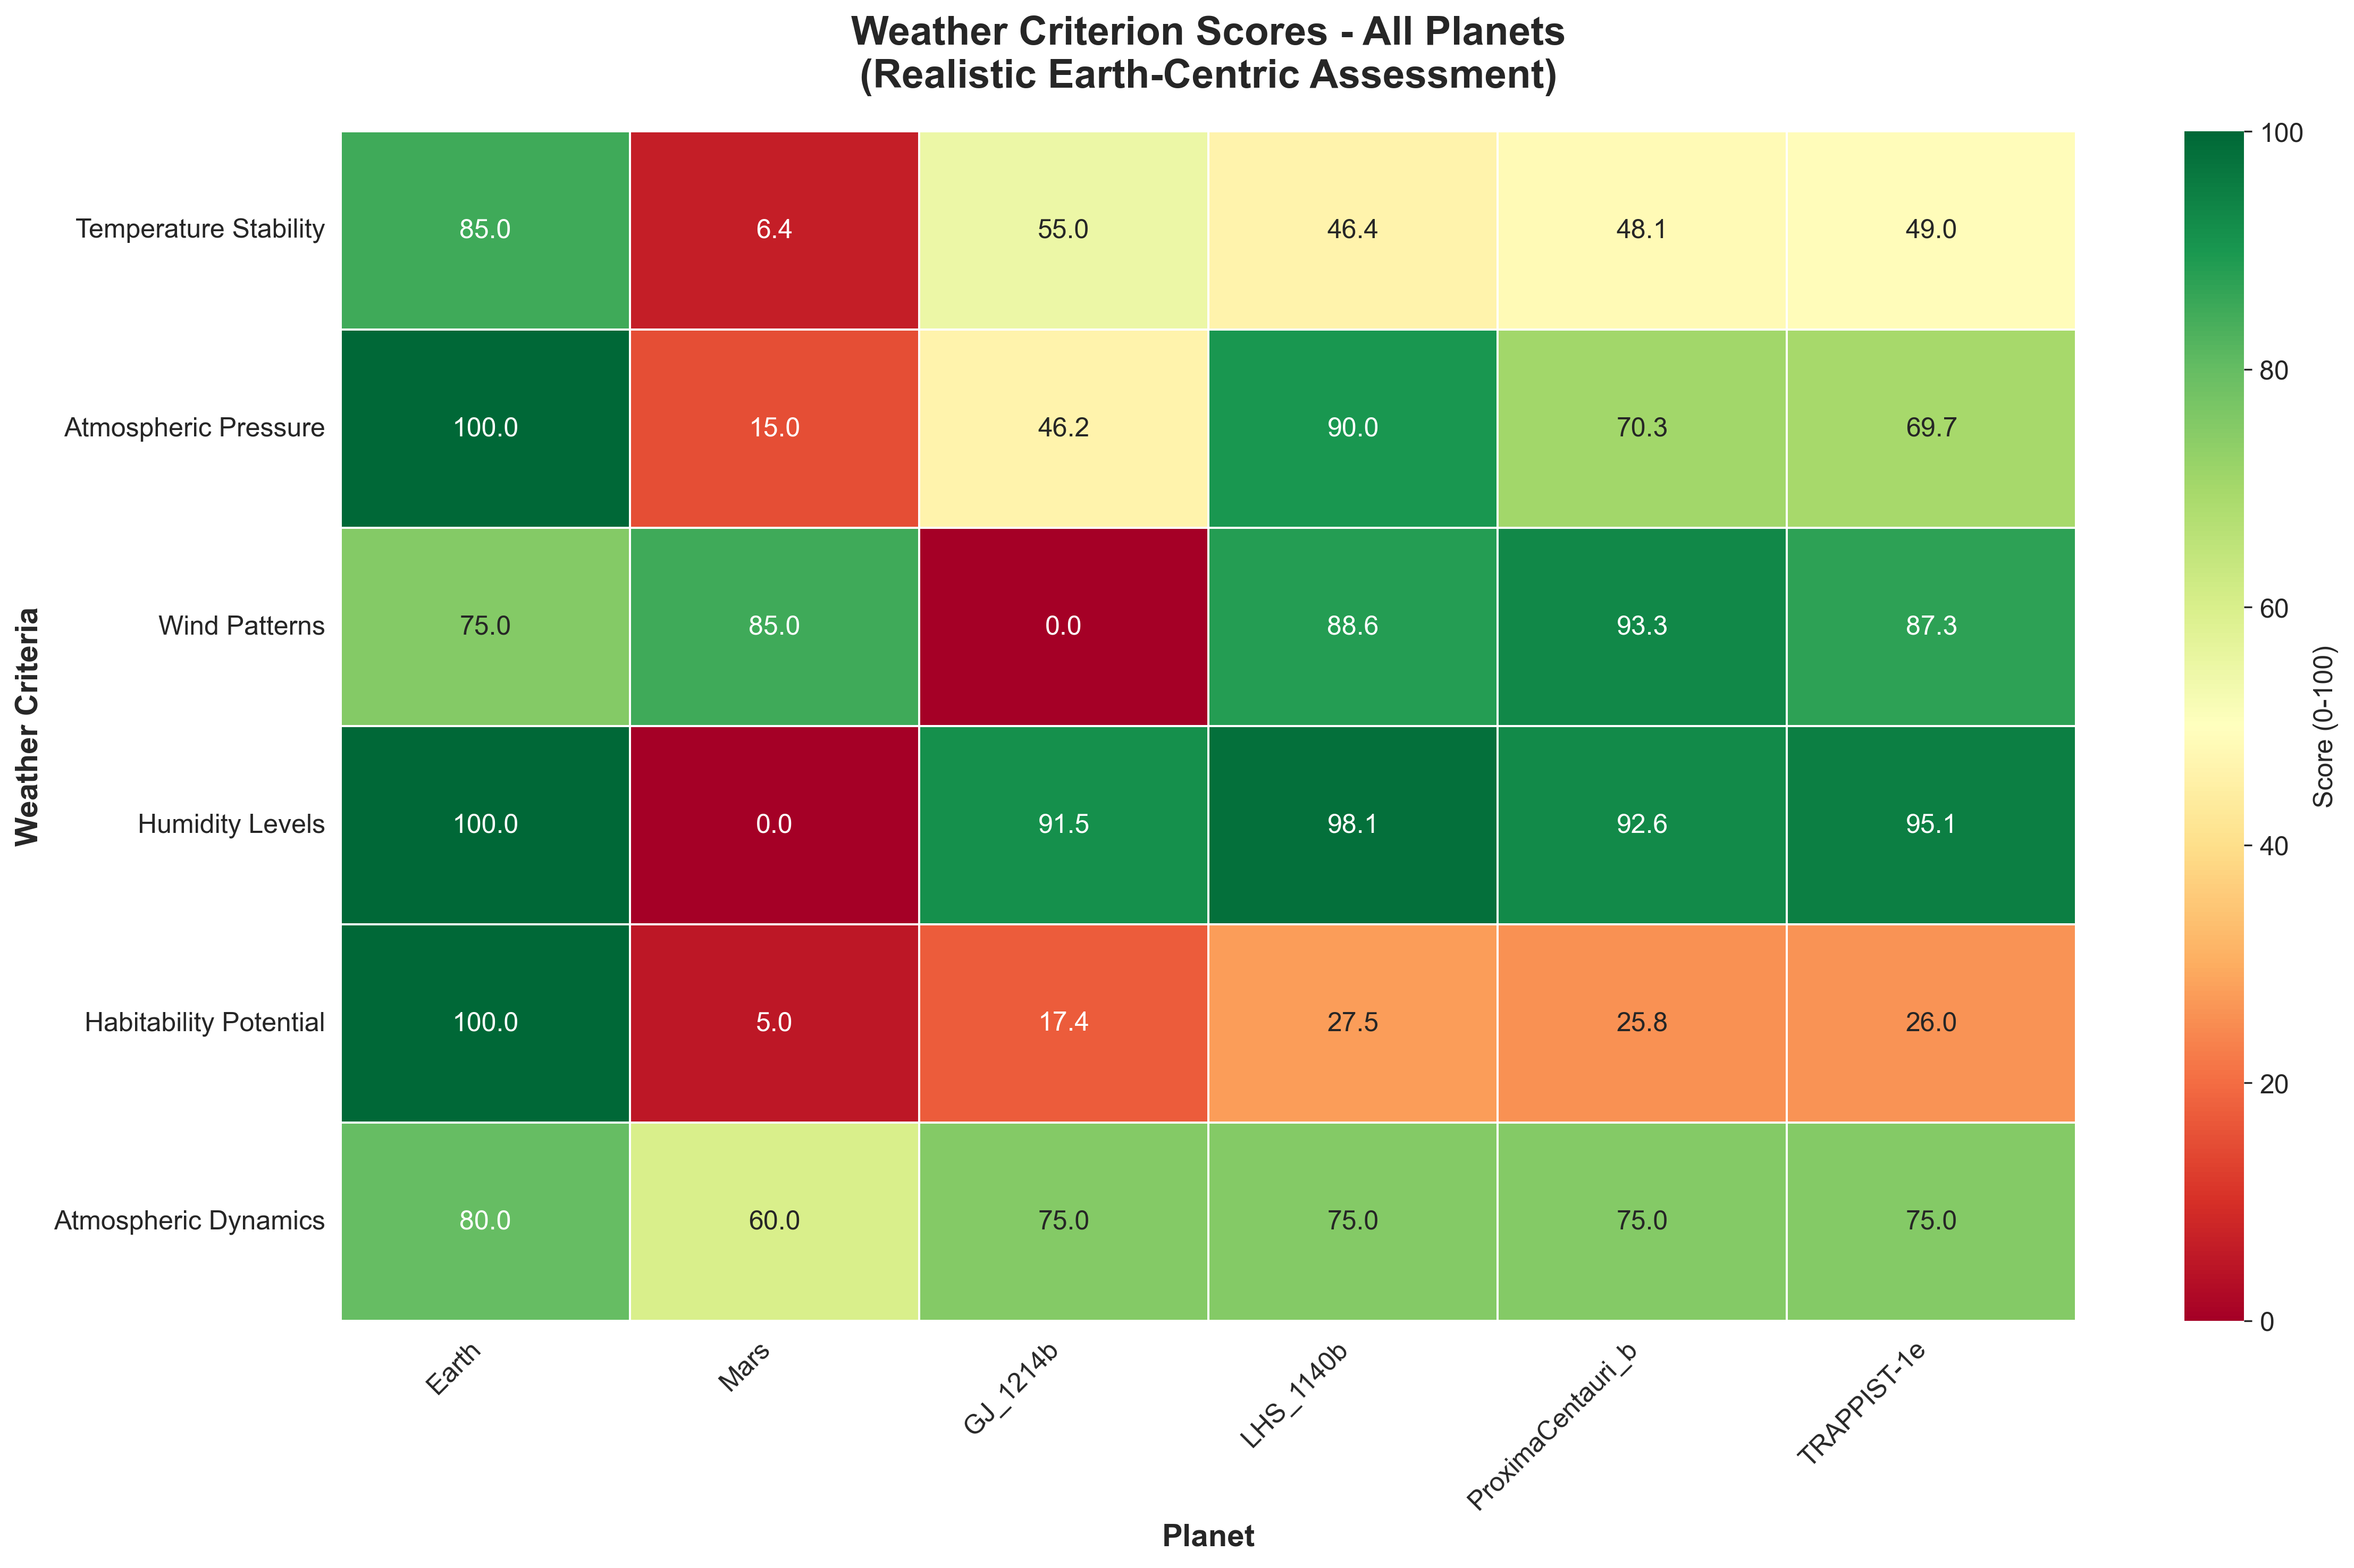 Weather Criterion Scores - All Planets
(Realistic Earth-Centric Assessment)
Weather Criteria
Temperature Stability 85.0 6.4 55.0 46.4 48.1 49.0
Atmospheric Pressure 100.0 15.0 46.2 90.0 70.3 69.7
Wind Patterns 75.0 85.0 0.0 88.6 93.3 87.3
Humidity Levels 100.0 0.0 91.5 98.1 92.6 95.1
Habitability Potential 100.0 5.0 17.4 27.5 25.8 26.0
Atmospheric Dynamics 80.0 60.0 75.0 75.0 75.0 75.0
Earth Mars GJ_1214b LHS_1140b ProximaCentauri_b TRAPPIST-1e
Planet
100
80
60
40
20
0
Score (0-100)